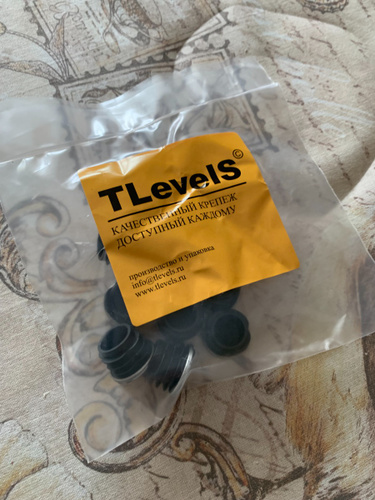 TLevelS©
КАЧЕСТВЕННЫЙ КРЕПЕЖ
ДОСТУПНЫЙ КАЖДОМУ
производство и упаковка
info@tlevels.ru
www.tlevels.ru